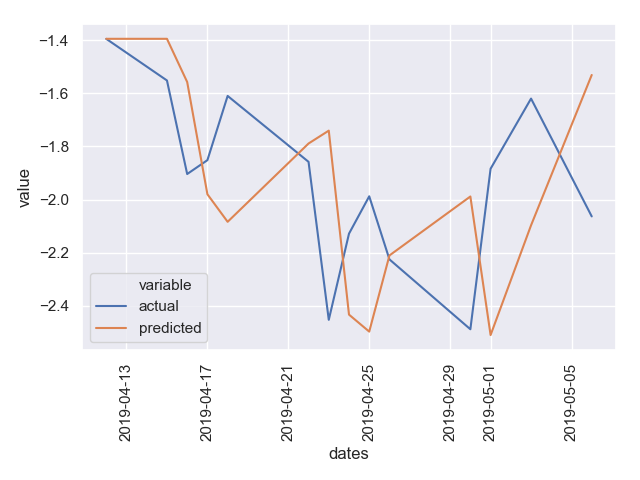 −1.4
−1.6
−1.8
−2.0
−2.2
−2.4
value
variable
actual
predicted
2019-04-13
2019-04-17
2019-04-21
2019-04-25
2019-04-29
2019-05-01
2019-05-05
dates